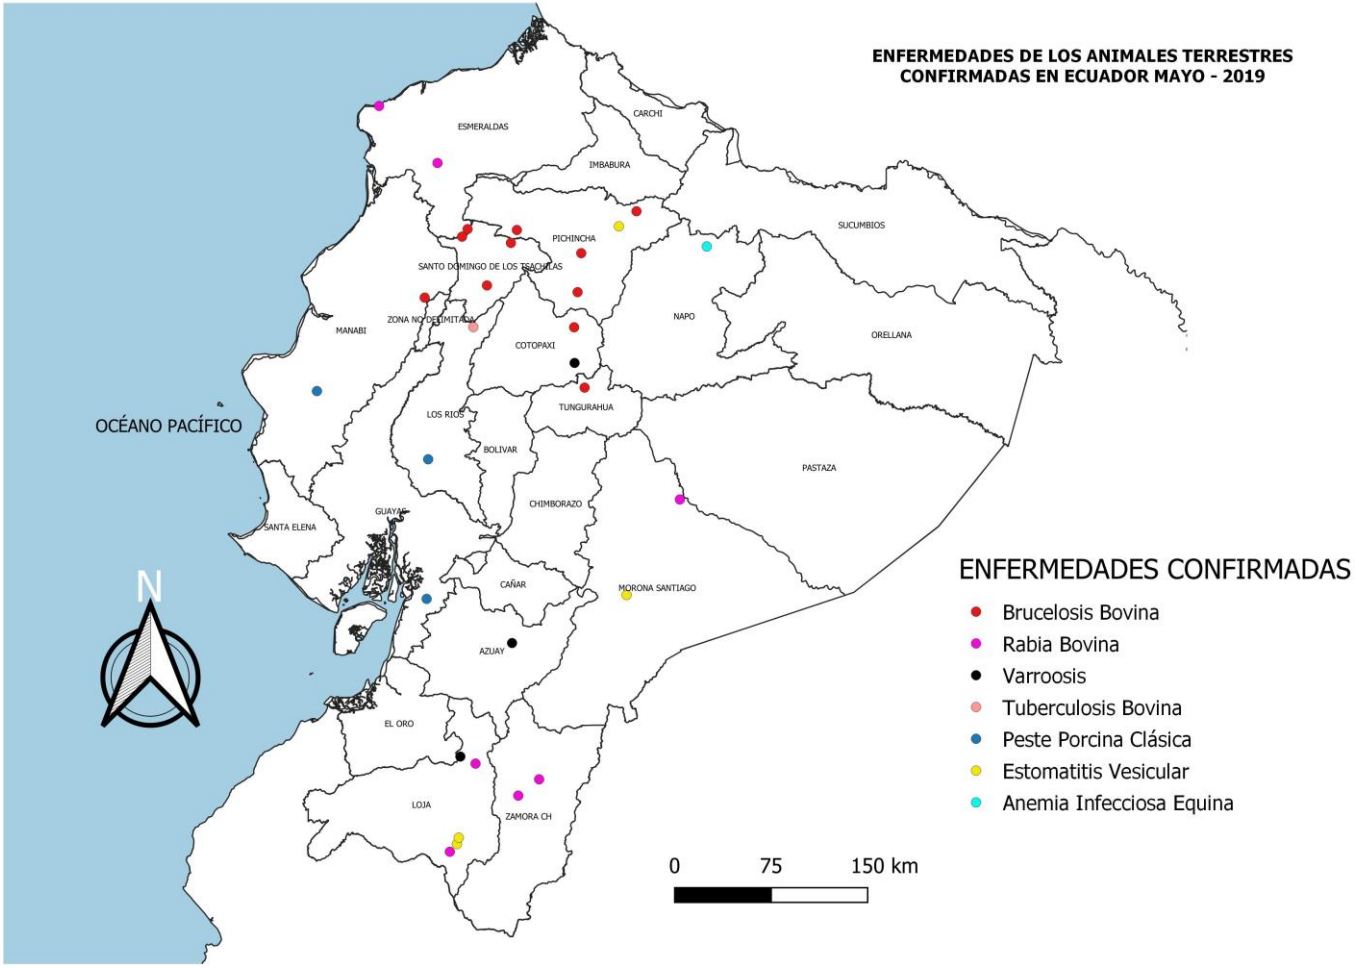 ENFERMEDADES DE LOS ANIMALES TERRESTRES
CONFIRMADAS EN ECUADOR MAYO - 2019
CARCHI
ESMERALDAS
IMBABURA
SUCUMBIOS
PICHINCHA
SANTO DOMINGO DE LOS TSACHILAS
NAPO
ZONA NO DELIMITADA
MANABI
ORELLANA
COTOPAXI
TUNGURAHUA
LOS RIOS
OCÉANO PACÍFICO
BOLIVAR
PASTAZA
CHIMBORAZO
GUAYAS
SANTA ELENA
CAÑAR
MORONA SANTIAGO
AZUAY
EL ORO
LOJA
ZAMORA CH
N
ENFERMEDADES CONFIRMADAS
Brucelosis Bovina
Rabia Bovina
Varroosis
Tuberculosis Bovina
Peste Porcina Clásica
Estomatitis Vesicular
Anemia Infecciosa Equina
0 75 150 km